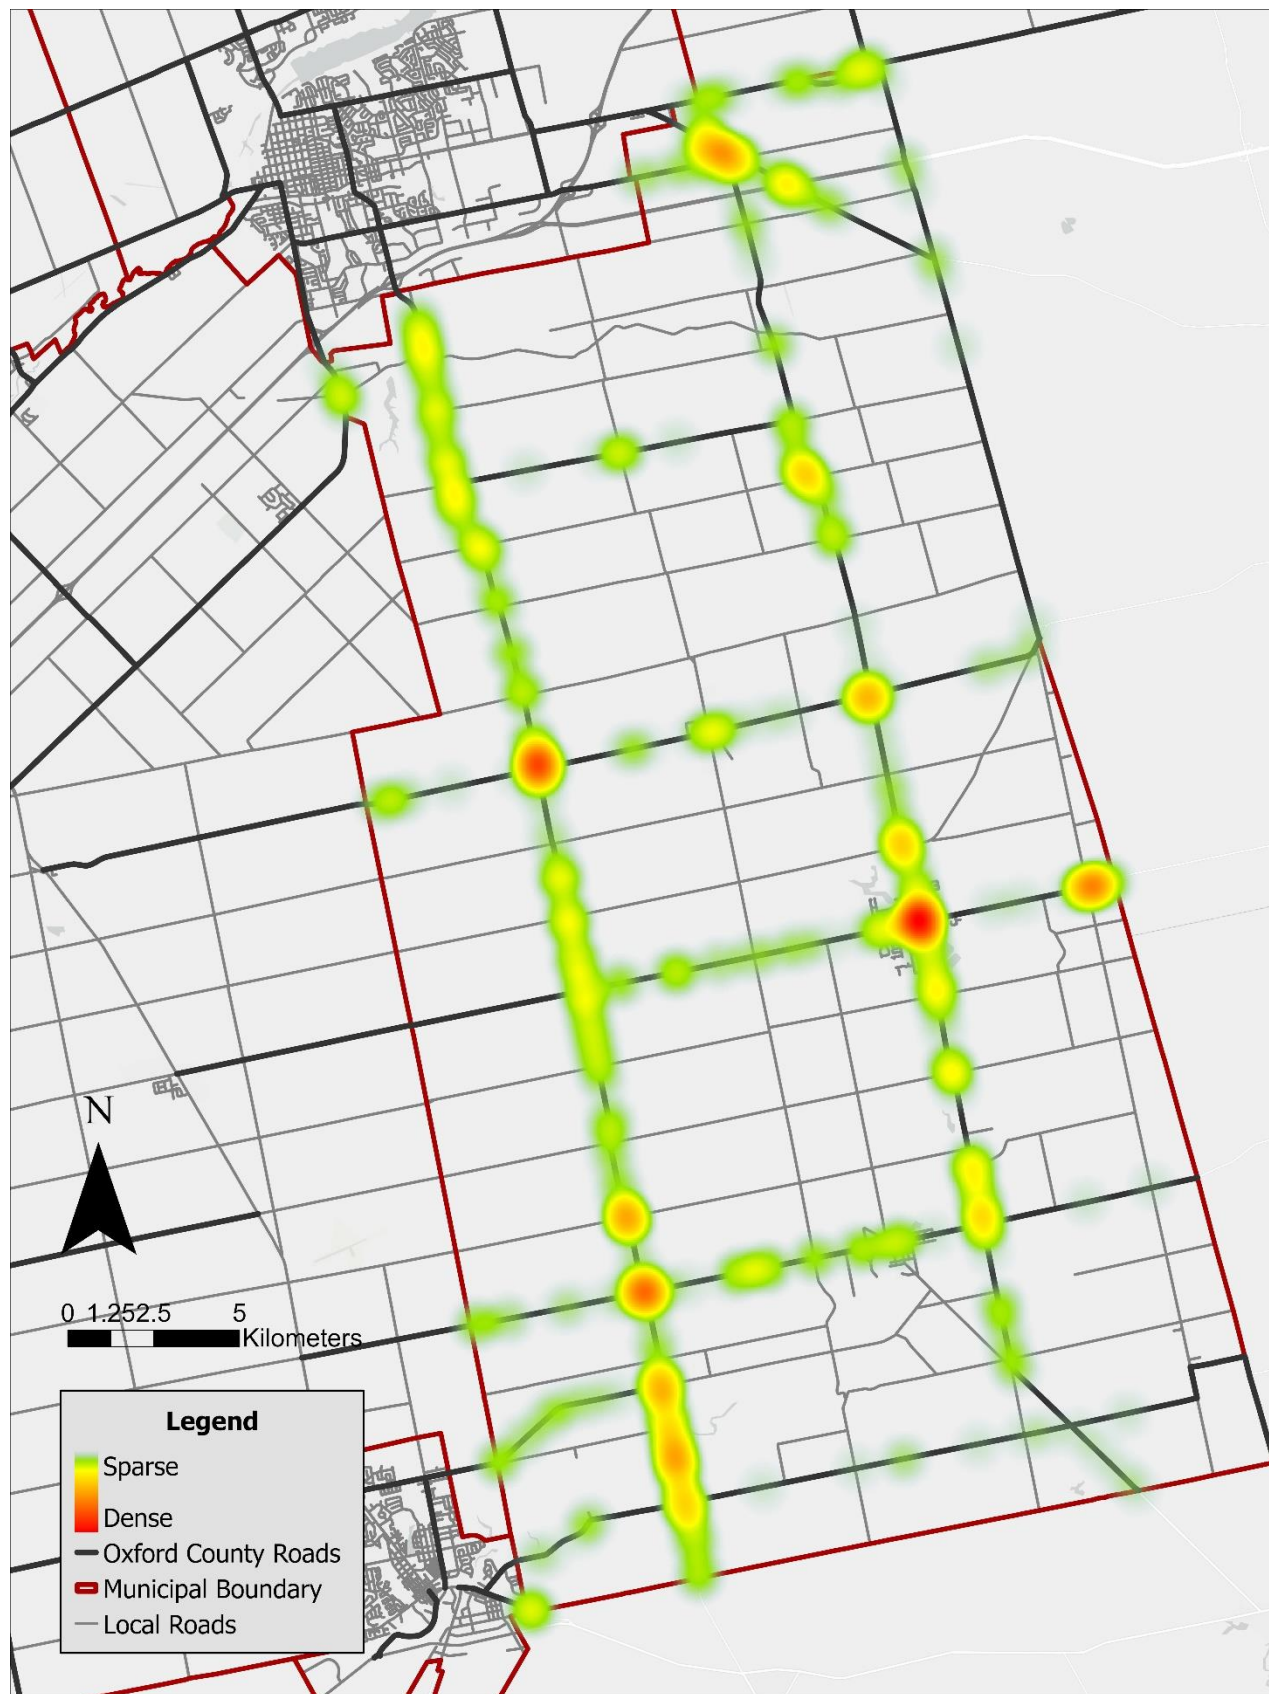 N
0 1.252.5 5
Kilometers
Legend
Sparse
Dense
Oxford County Roads
Municipal Boundary
Local Roads